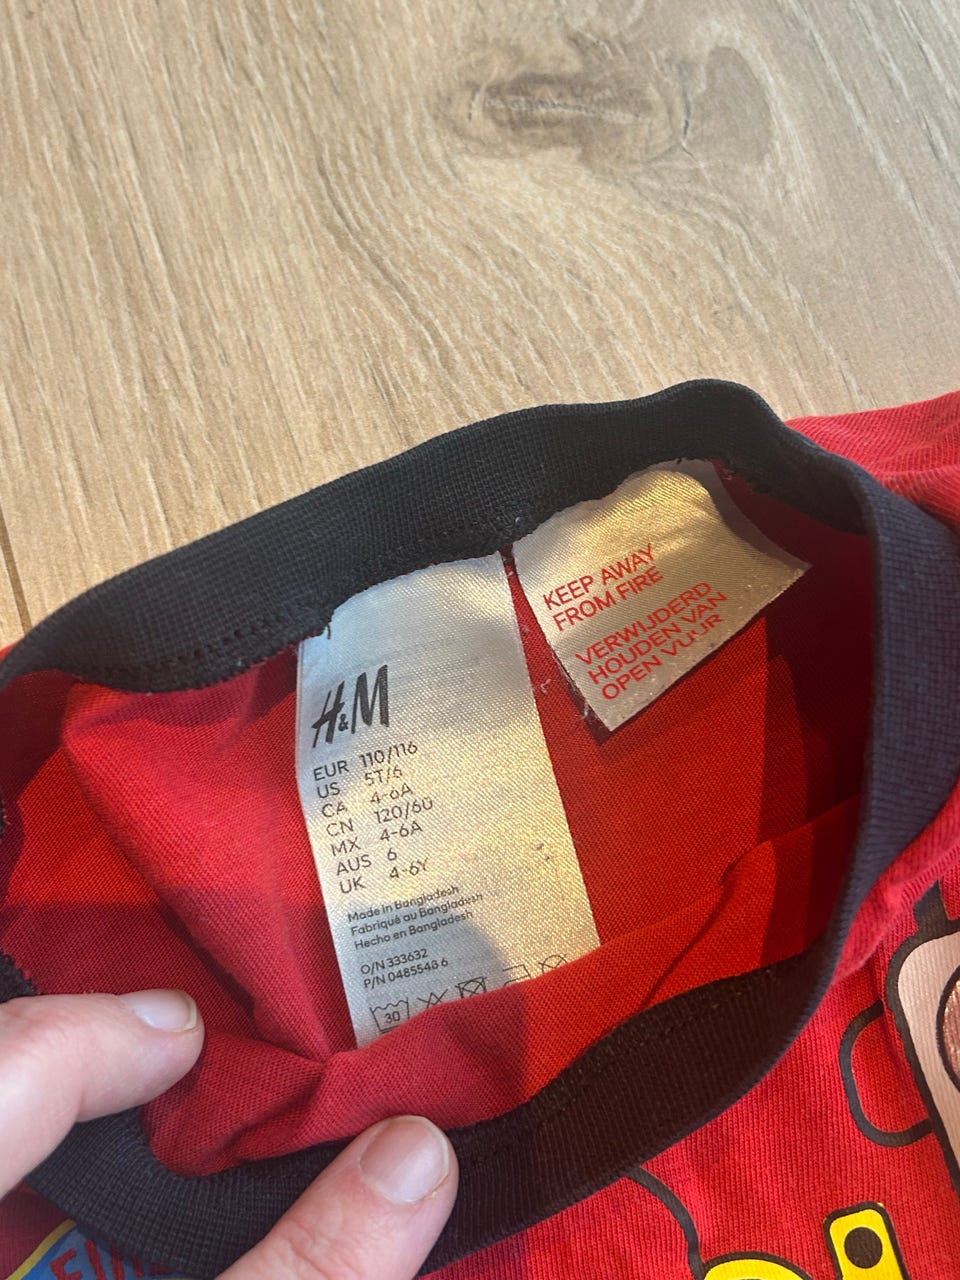 H&M
EUR 110/116
US 5T/6
CA 4-6A
CN 120/60
MX 4-6A
AUS 6
UK 4-6Y
Made in Bangladesh
Fabriqué au Bangladesh
Hecho en Bangladesh
O/N 333632
P/N 0485548 6
30
KEEP AWAY
FROM FIRE
VERWIJDERD
HOUDEN VAN
OPEN VUUR